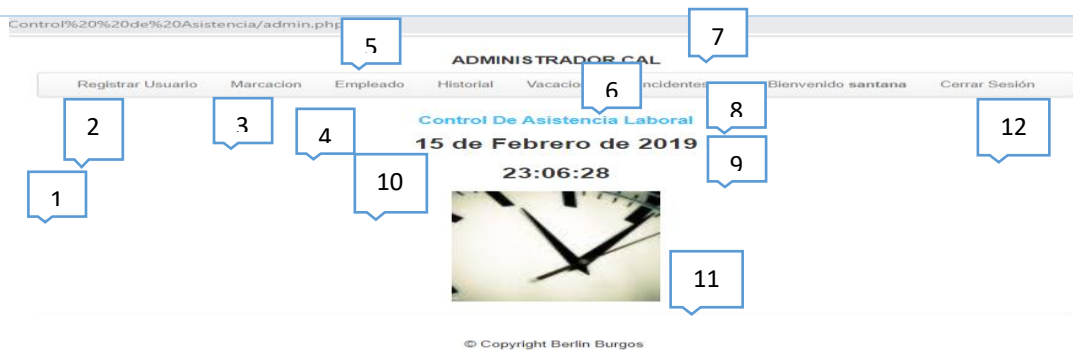 Control%20%20de%20Asistencia/admin.php
5
7
ADMINISTRADOR CAL
Registrar Usuario Marcacion Empleado Historial Vacacio 6 ncidentes Bienvenido santana Cerrar Sesión
2
3
4
8
12
Control De Asistencia Laboral
15 de Febrero de 2019
9
10
23:06:28
1
11
© Copyright Berlin Burgos